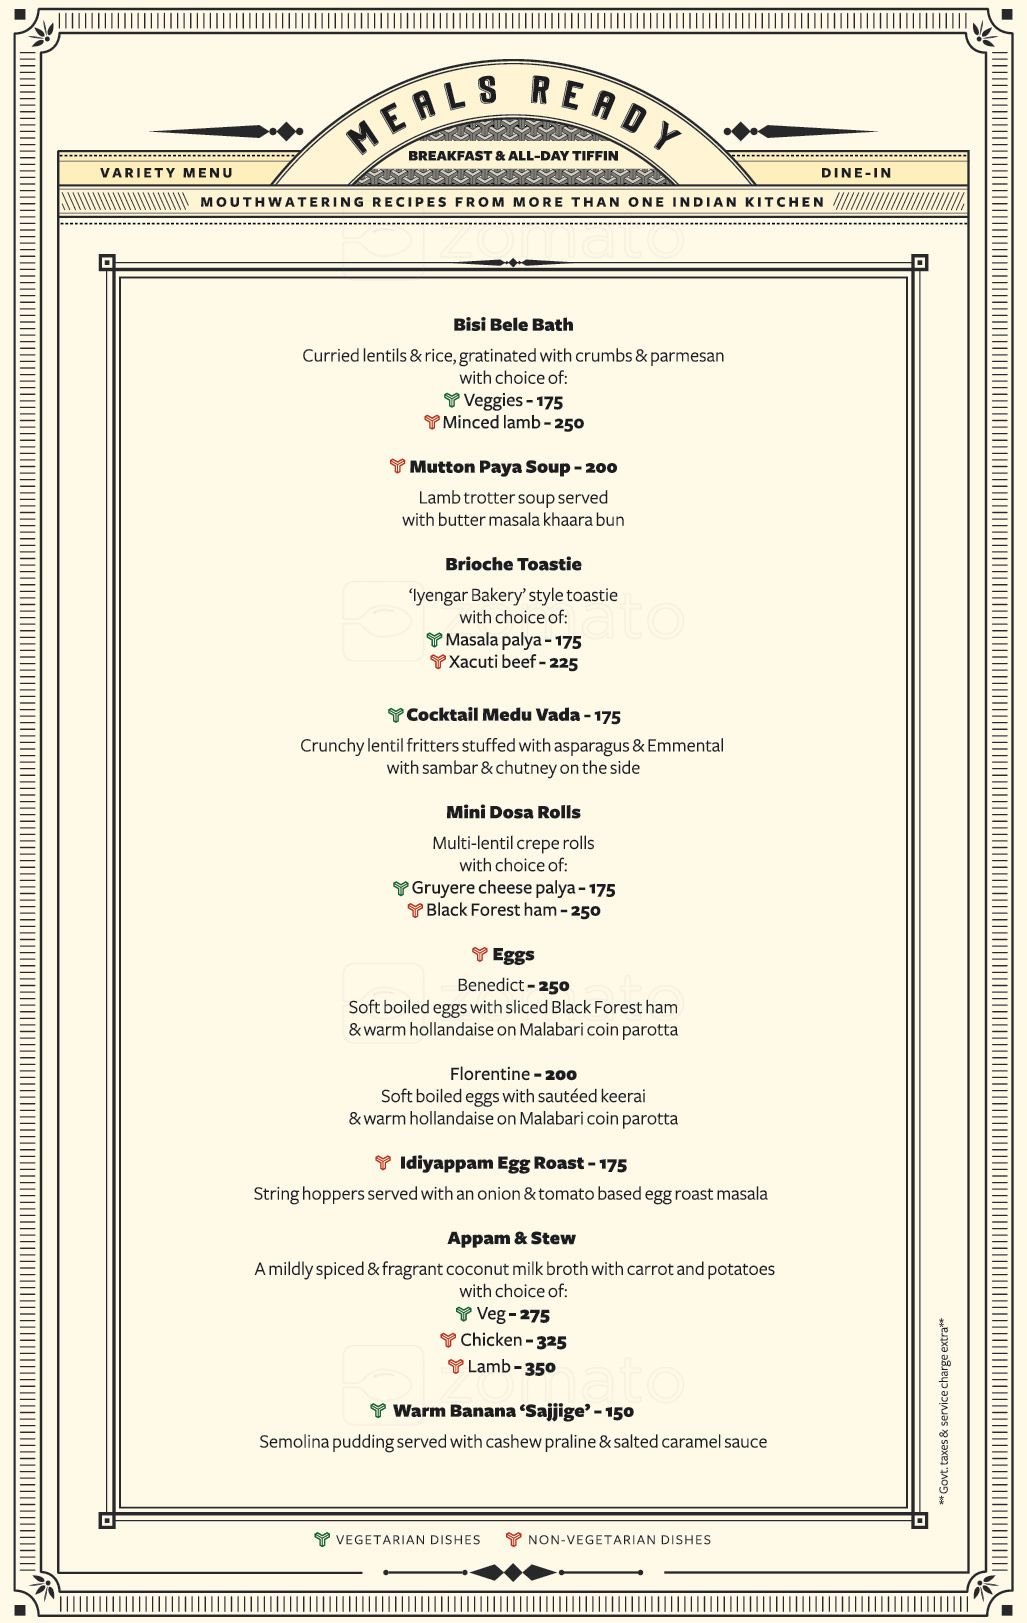 MEALS READY
BREAKFAST & ALL-DAY TIFFIN
VARIETY MENU
DINE-IN
MOUTHWATERING RECIPES FROM MORE THAN ONE INDIAN KITCHEN
zomato
Bisi Bele Bath
Curried lentils & rice, gratinated with crumbs & parmesan
with choice of:
Veggies - 175
Minced lamb - 250
Mutton Paya Soup - 200
Lamb trotter soup served
with butter masala khaara bun
Brioche Toastie
‘Iyengar Bakery’ style toastie
with choice of:
zomato
Masala palya - 175
Xacuti beef - 225
Cocktail Medu Vada - 175
Crunchy lentil fritters stuffed with asparagus & Emmental
with sambar & chutney on the side
Mini Dosa Rolls
Multi-lentil crepe rolls
with choice of:
Gruyere cheese palya - 175
Black Forest ham - 250
Eggs
Benedict - 250
zomato
Soft boiled eggs with sliced Black Forest ham
& warm hollandaise on Malabari coin parotta
Florentine - 200
Soft boiled eggs with sautéed keerai
& warm hollandaise on Malabari coin parotta
Idiyappam Egg Roast - 175
String hoppers served with an onion & tomato based egg roast masala
Appam & Stew
A mildly spiced & fragrant coconut milk broth with carrot and potatoes
with choice of:
Veg - 275
Chicken - 325
Lamb - 350
zomato
Warm Banana ‘Sajjige’ - 150
Semolina pudding served with cashew praline & salted caramel sauce
** Govt. taxes & service charge extra**
VEGETARIAN DISHES
NON-VEGETARIAN DISHES